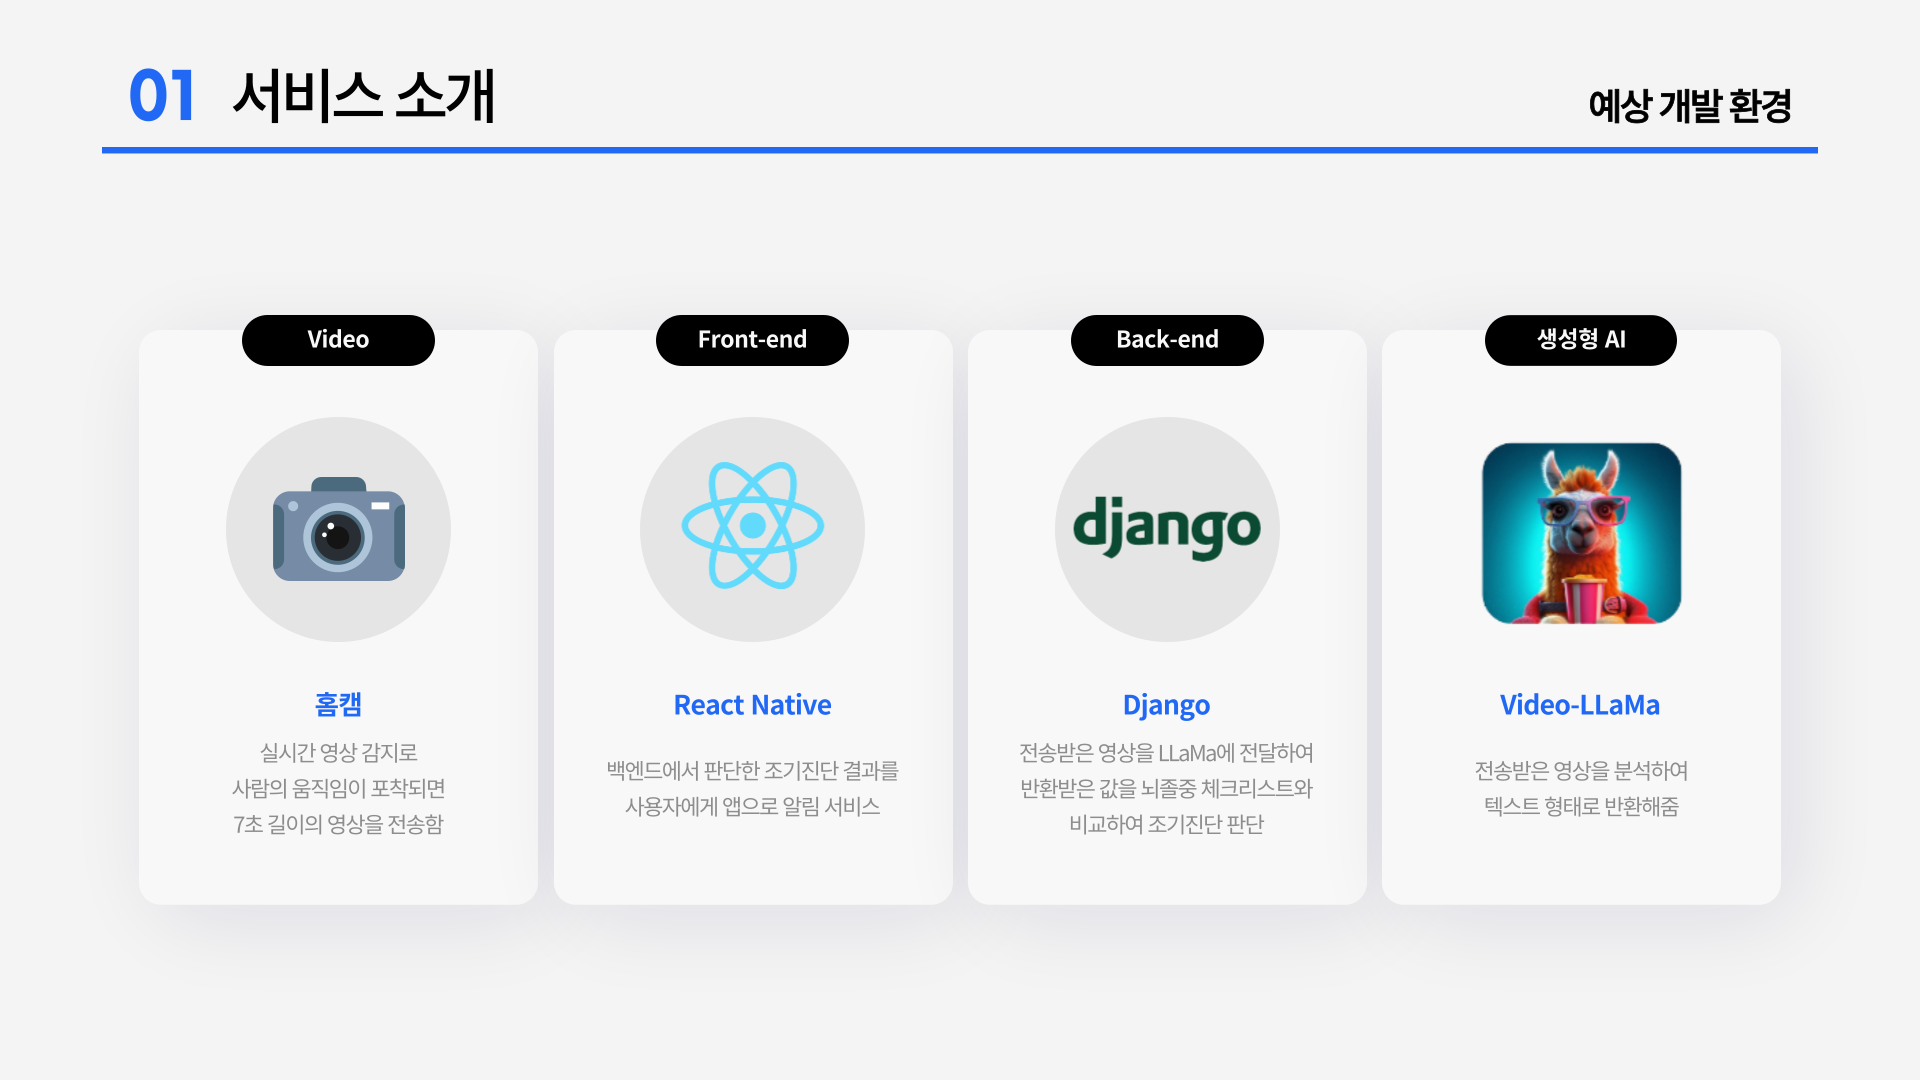 01 서비스 소개
예상 개발 환경
Video
홈캠
실시간 영상 감지로
사람의 움직임이 포착되면
7초 길이의 영상을 전송함
Front-end
React Native
백엔드에서 판단한 조기진단 결과를
사용자에게 앱으로 알림 서비스
Back-end
django
Django
전송받은 영상을 LLaMa에 전달하여
반환받은 값을 뇌졸중 체크리스트와
비교하여 조기진단 판단
생성형 AI
Video-LLaMa
전송받은 영상을 분석하여
텍스트 형태로 반환해줌